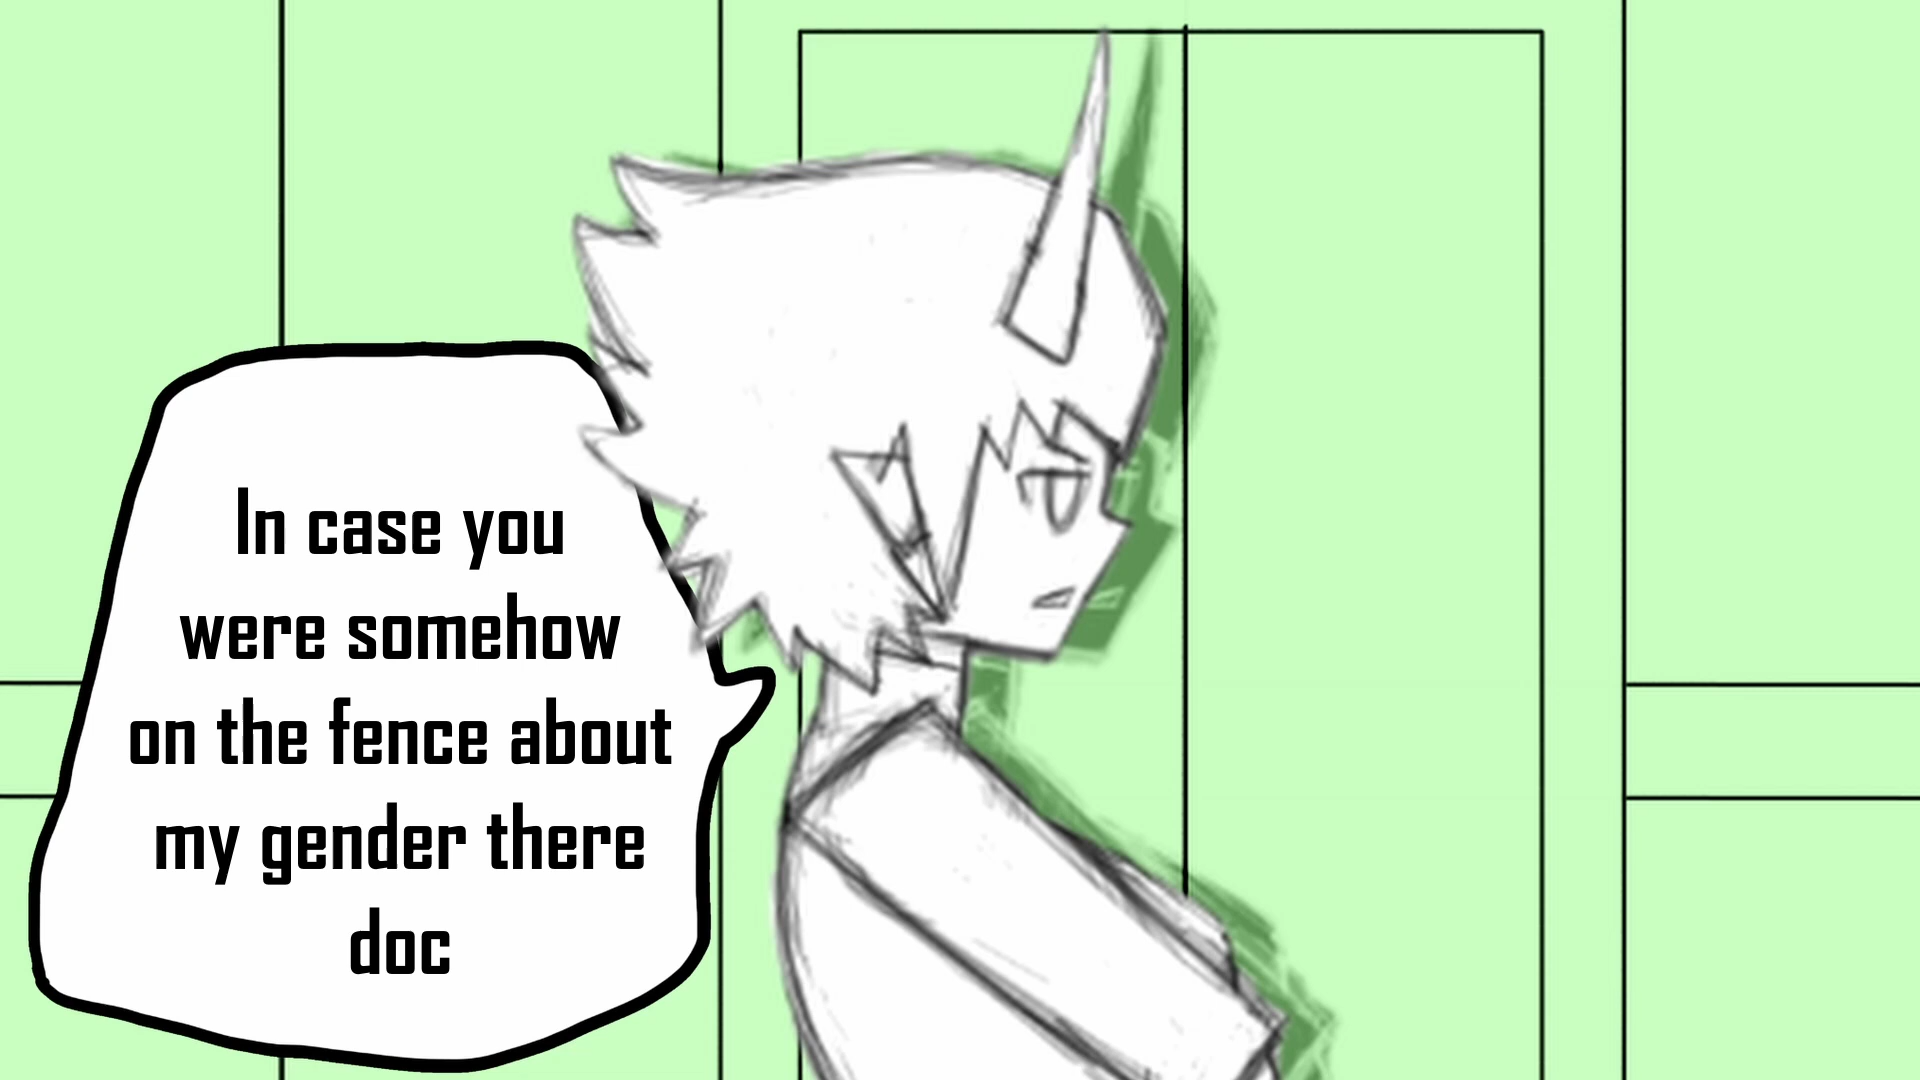 In case you
were somehow
on the fence about
my gender there
doc